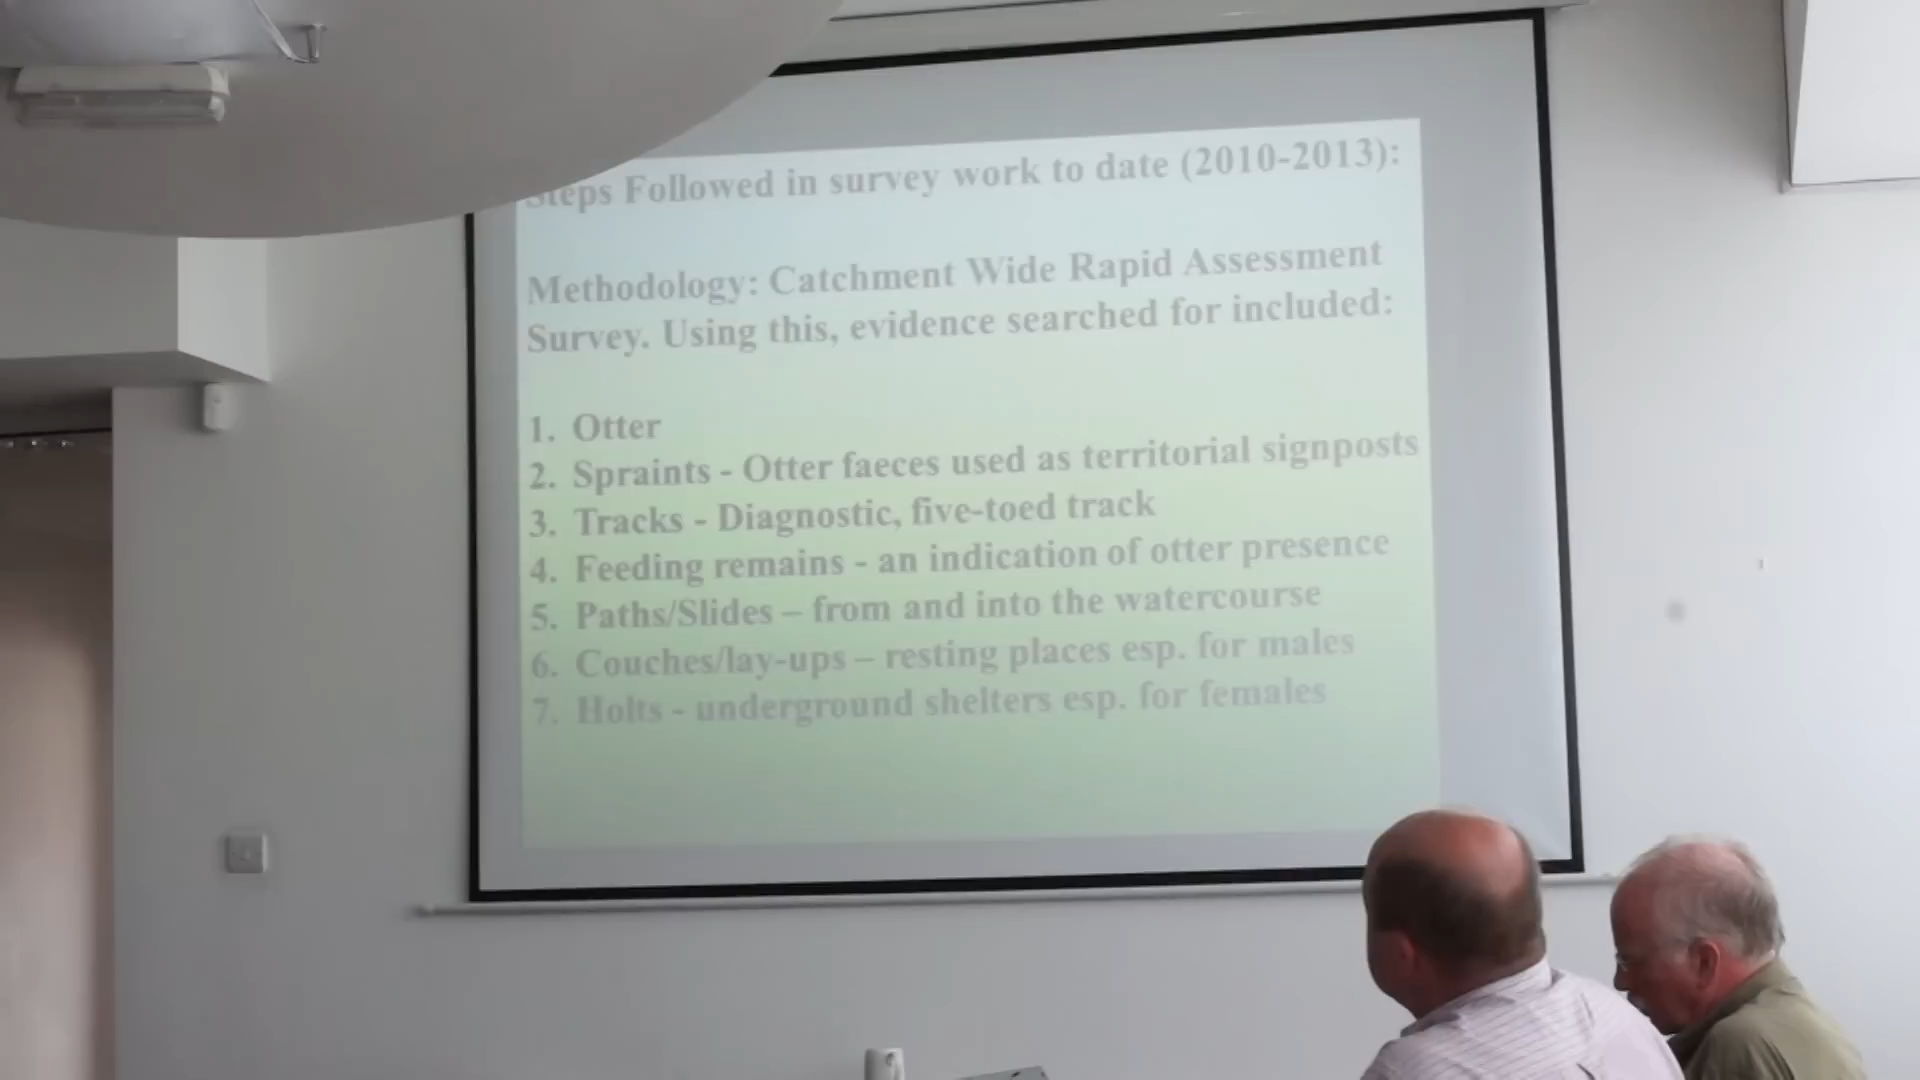 Steps Followed in survey work to date (2010-2013):
Methodology: Catchment Wide Rapid Assessment
Survey. Using this, evidence searched for included:
1. Otter
2. Spraints - Otter faeces used as territorial signposts
3. Tracks - Diagnostic, five-toed track
4. Feeding remains - an indication of otter presence
5. Paths/Slides – from and into the watercourse
6. Couches/lay-ups – resting places esp. for males
7. Holts - underground shelters esp. for females